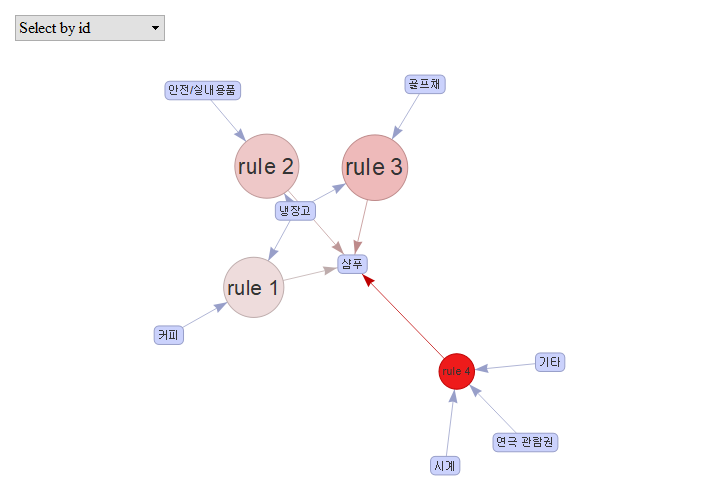 Select by id
안전/실내용품
골프채
rule 2
rule 3
냉장고
샴푸
rule 1
커피
기타
rule 4
연극 관람권
시계